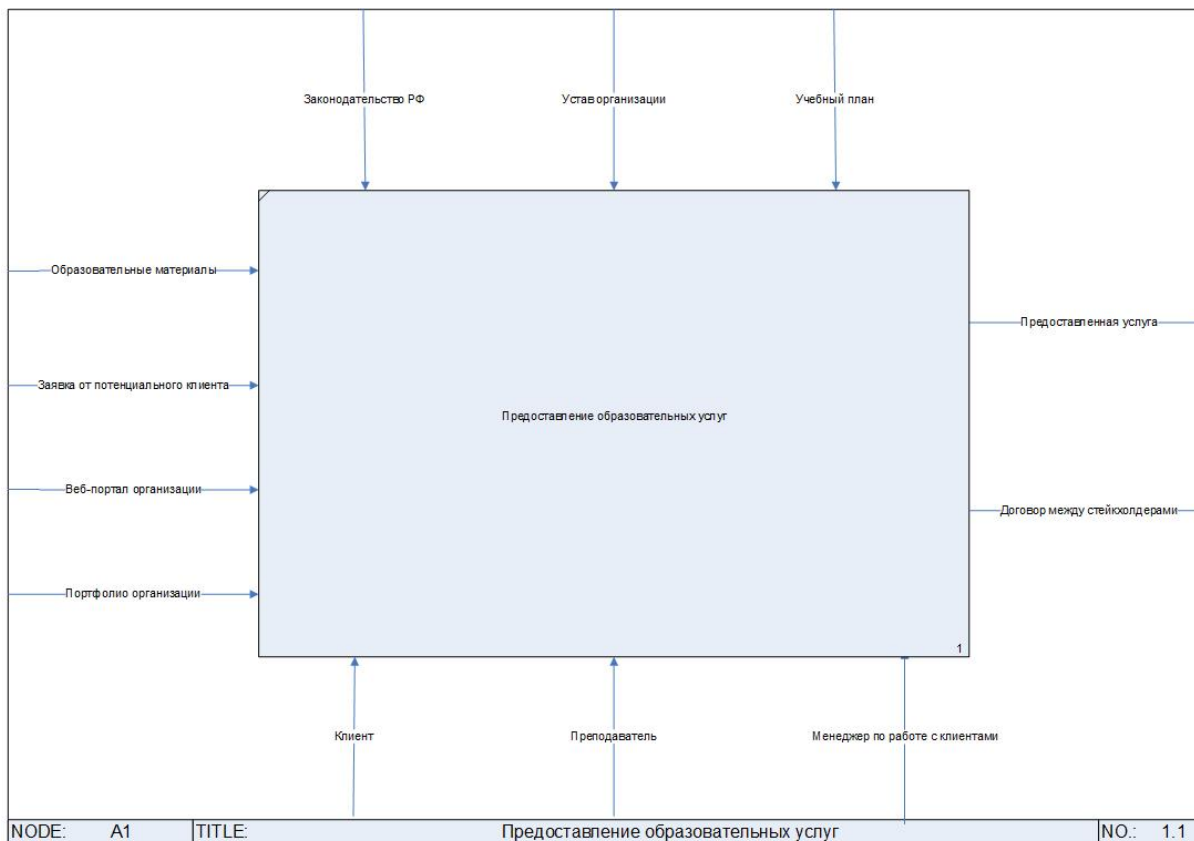 Законодательство РФ
Устав организации
Учебный план
Образовательные материалы
Предоставленная услуга
Заявка от потенциального клиента
Предоставление образовательных услуг
Веб-портал организации
Договор между стейкхолдерами
Портфолио организации
1
Клиент
Преподаватель
Менеджер по работе с клиентами
NODE: A1 TITLE: Предоставление образовательных услуг NO.: 1.1